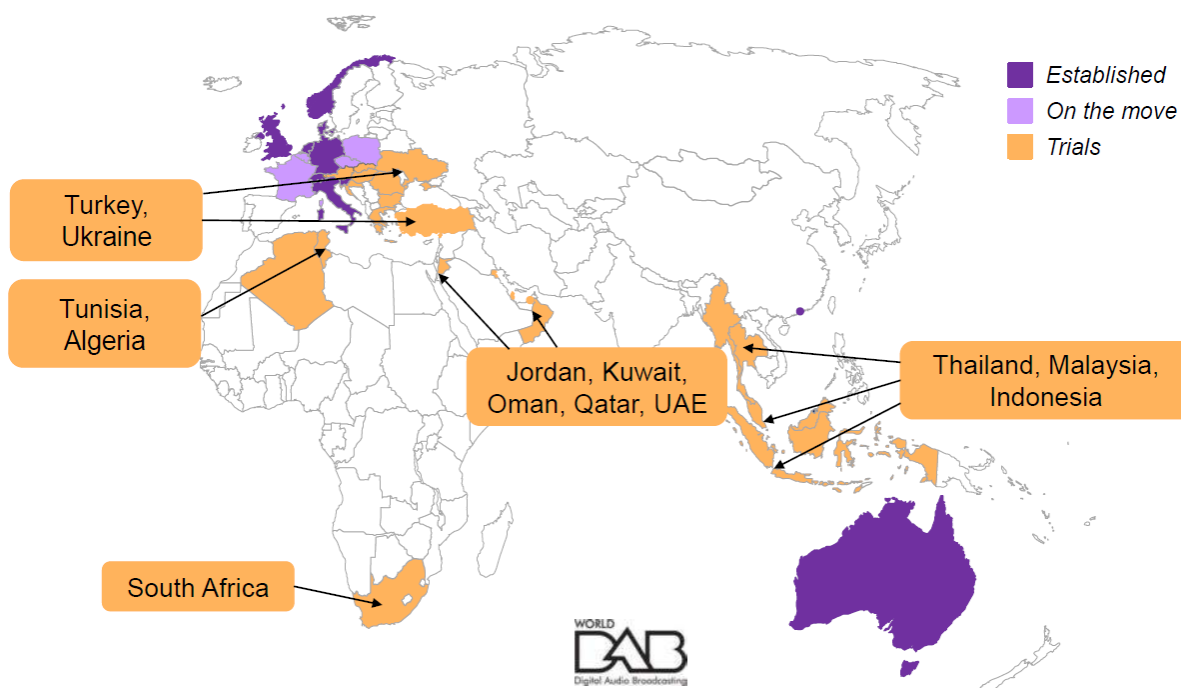 Established
On the move
Trials
Turkey,
Ukraine
Tunisia,
Algeria
Jordan, Kuwait,
Oman, Qatar, UAE
Thailand, Malaysia,
Indonesia
South Africa
WORLD
DAB
Digital Audio Broadcasting